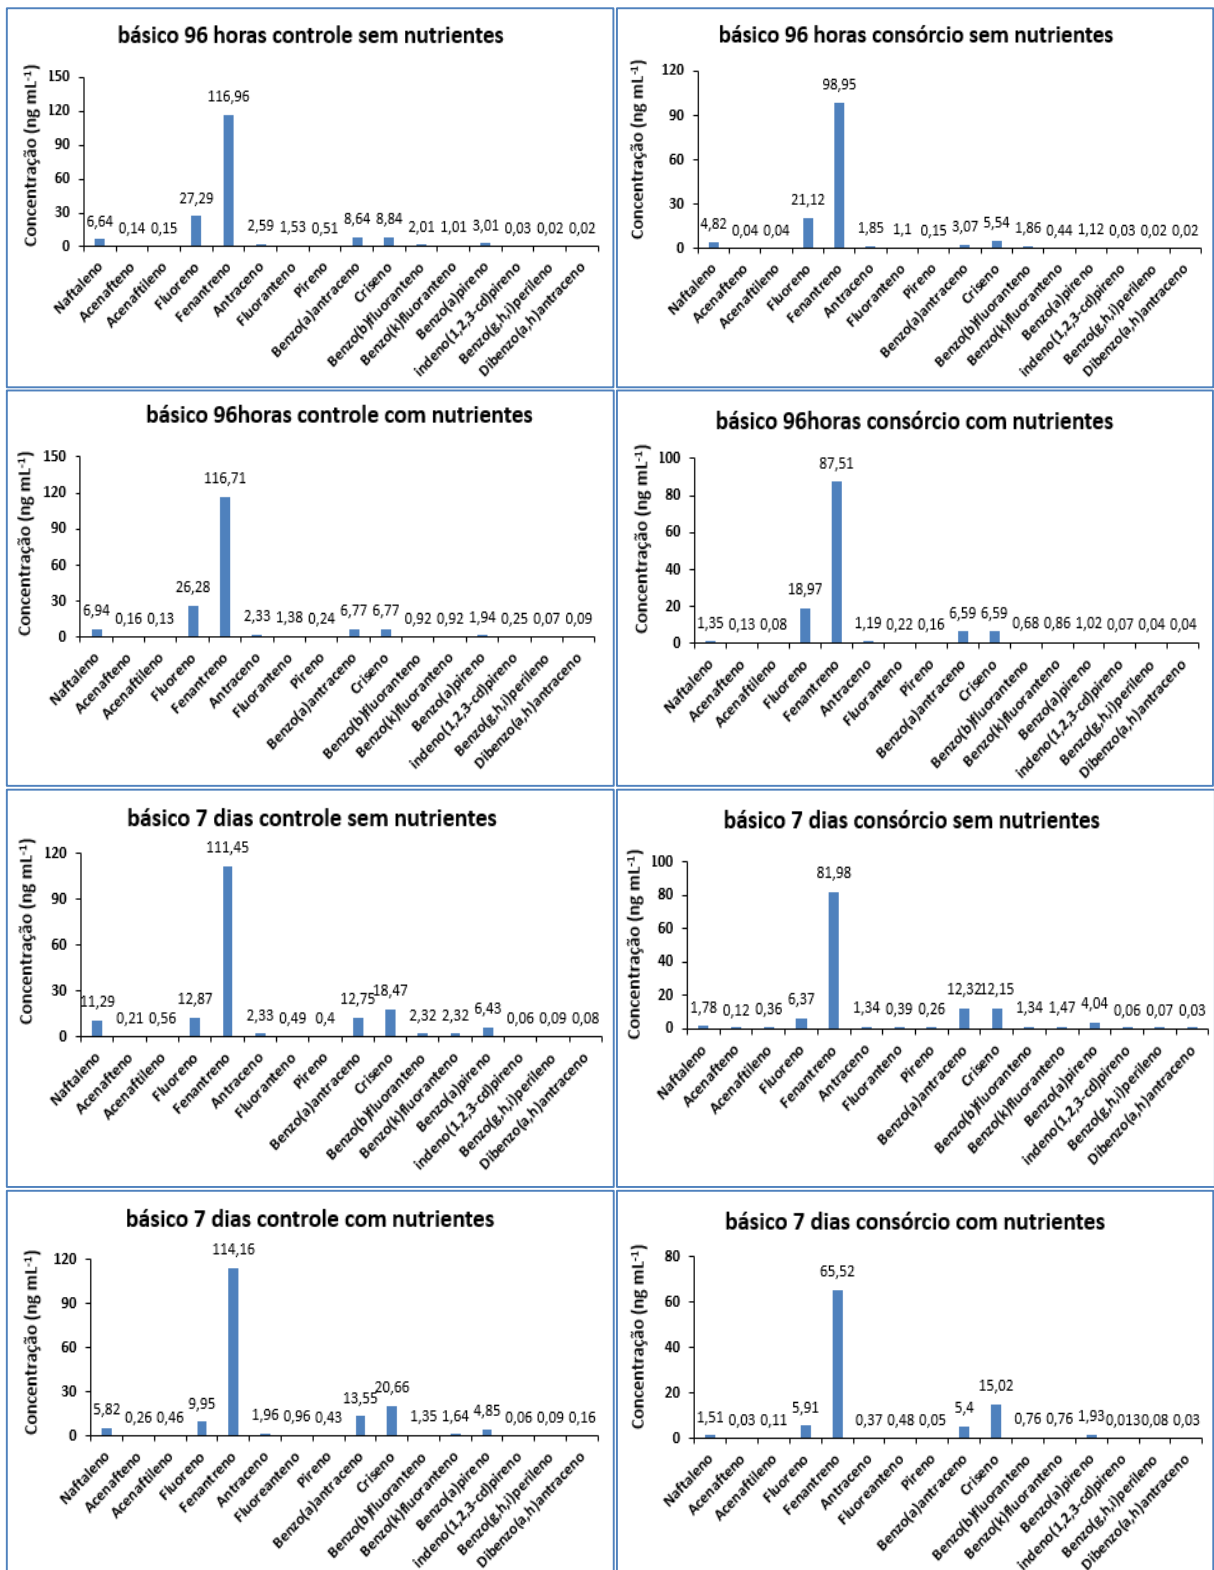 básico 96 horas controle sem nutrientes
Concentração (ng mL⁻¹)
150
120
90
60
30
0
6,64 0,14 0,15 27,29 116,96 2,59 1,53 0,51 8,64 8,84 2,01 1,01 3,01 0,03 0,02 0,02
Naftaleno
Acenafteno
Acenaftileno
Fluoreno
Fenantreno
Antraceno
Fluoranteno
Pireno
Benzo(a)antraceno
Criseno
Benzo(b)fluoranteno
Benzo(k)fluoranteno
Benzo(a)pireno
indeno(1,2,3-cd)pireno
Benzo(g,h,i)perileno
Dibenzo(a,h)antraceno
básico 96 horas consórcio sem nutrientes
Concentração (ng mL⁻¹)
120
90
60
30
0
4,82 0,04 0,04 21,12 98,95 1,85 1,1 0,15 3,07 5,54 1,86 0,44 1,12 0,03 0,02 0,02
Naftaleno
Acenafteno
Acenaftileno
Fluoreno
Fenantreno
Antraceno
Fluoranteno
Pireno
Benzo(a)antraceno
Criseno
Benzo(b)fluoranteno
Benzo(k)fluoranteno
Benzo(a)pireno
indeno(1,2,3-cd)pireno
Benzo(g,h,i)perileno
Dibenzo(a,h)antraceno
básico 96horas controle com nutrientes
Concentração (ng mL⁻¹)
150
120
90
60
30
0
6,94 0,16 0,13 26,28 116,71 2,33 1,38 0,24 6,77 6,77 0,92 0,92 1,94 0,25 0,07 0,09
Naftaleno
Acenafteno
Acenaftileno
Fluoreno
Fenantreno
Antraceno
Fluoranteno
Pireno
Benzo(a)antraceno
Criseno
Benzo(b)fluoranteno
Benzo(k)fluoranteno
Benzo(a)pireno
indeno(1,2,3-cd)pireno
Benzo(g,h,i)perileno
Dibenzo(a,h)antraceno
básico 96horas consórcio com nutrientes
Concentração (ng mL⁻¹)
100
80
60
40
20
0
1,35 0,13 0,08 18,97 87,51 1,19 0,22 0,16 6,59 6,59 0,68 0,86 1,02 0,07 0,04 0,04
Naftaleno
Acenafteno
Acenaftileno
Fluoreno
Fenantreno
Antraceno
Fluoranteno
Pireno
Benzo(a)antraceno
Criseno
Benzo(b)fluoranteno
Benzo(k)fluoranteno
Benzo(a)pireno
indeno(1,2,3-cd)pireno
Benzo(g,h,i)perileno
Dibenzo(a,h)antraceno
básico 7 dias controle sem nutrientes
Concentração (ng mL⁻¹)
120
90
60
30
0
11,29 0,21 0,56 12,87 111,45 2,33 0,49 0,4 12,75 18,47 2,32 2,32 6,43 0,06 0,09 0,08
Naftaleno
Acenafteno
Acenaftileno
Fluoreno
Fenantreno
Antraceno
Fluoranteno
Pireno
Benzo(a)antraceno
Criseno
Benzo(b)fluoranteno
Benzo(k)fluoranteno
Benzo(a)pireno
indeno(1,2,3-cd)pireno
Benzo(g,h,i)perileno
Dibenzo(a,h)antraceno
básico 7 dias consórcio sem nutrientes
Concentração (ng mL⁻¹)
100
80
60
40
20
0
1,78 0,12 0,36 6,37 81,98 1,34 0,39 0,26 12,32 12,15 1,34 1,47 4,04 0,06 0,07 0,03
Naftaleno
Acenafteno
Acenaftileno
Fluoreno
Fenantreno
Antraceno
Fluoranteno
Pireno
Benzo(a)antraceno
Criseno
Benzo(b)fluoranteno
Benzo(k)fluoranteno
Benzo(a)pireno
indeno(1,2,3-cd)pireno
Benzo(g,h,i)perileno
Dibenzo(a,h)antraceno
básico 7 dias controle com nutrientes
Concentração (ng mL⁻¹)
120
90
60
30
0
5,82 0,26 0,46 9,95 114,16 1,96 0,96 0,43 13,55 20,66 1,35 1,64 4,85 0,06 0,09 0,16
Naftaleno
Acenafteno
Acenaftileno
Fluoreno
Fenantreno
Antraceno
Fluoreanteno
Pireno
Benzo(a)antraceno
Criseno
Benzo(b)fluoranteno
Benzo(k)fluoranteno
Benzo(a)pireno
indeno(1,2,3-cd)pireno
Benzo(g,h,i)perileno
Dibenzo(a,h)antraceno
básico 7 dias consórcio com nutrientes
Concentração (ng mL⁻¹)
80
60
40
20
0
1,51 0,03 0,11 5,91 65,52 0,37 0,48 0,05 5,4 15,02 0,76 0,76 1,93 0,013 0,08 0,03
Naftaleno
Acenafteno
Acenaftileno
Fluoreno
Fenantreno
Antraceno
Fluoreanteno
Pireno
Benzo(a)antraceno
Criseno
Benzo(b)fluoranteno
Benzo(k)fluoranteno
Benzo(a)pireno
indeno(1,2,3-cd)pireno
Benzo(g,h,i)perileno
Dibenzo(a,h)antraceno